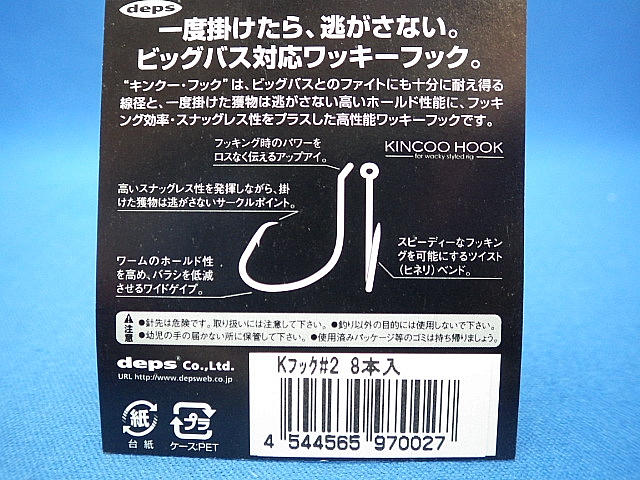 deps
一度掛けたら、逃がさない。
ビッグバス対応ワッキーフック。
“キンクー・フック”は、ビッグバスとのファイトにも十分に耐え得る
線径と、一度掛けた獲物は逃がさない高いホールド性能に、フッキ
ング効率・スナッグレス性をプラスした高性能ワッキーフックです。
フッキング時のパワーを
ロスなく伝えるアップアイ。
KINCOO HOOK
for wacky styled rig
高いスナッグレス性を発揮しながら、掛
けた獲物は逃がさないサークルポイント。
スピーディーなフッキン
グを可能にするツイスト
(ヒネリ)ベンド。
ワームのホールド性
を高め、バラシを低減
させるワイドゲイプ。
注意
●針先は危険です。取り扱いには注意して下さい。●釣り以外の目的には使用しないで下さい。
●幼児の手の届かない所に保管して下さい。●使用済みパッケージ等のゴミは持ち帰りましょう。
deps® Co.,Ltd.
URL http://www.depsweb.co.jp
Kフック#2 8本入
4 544565 970027
紙
台紙
プラ
ケース:PET